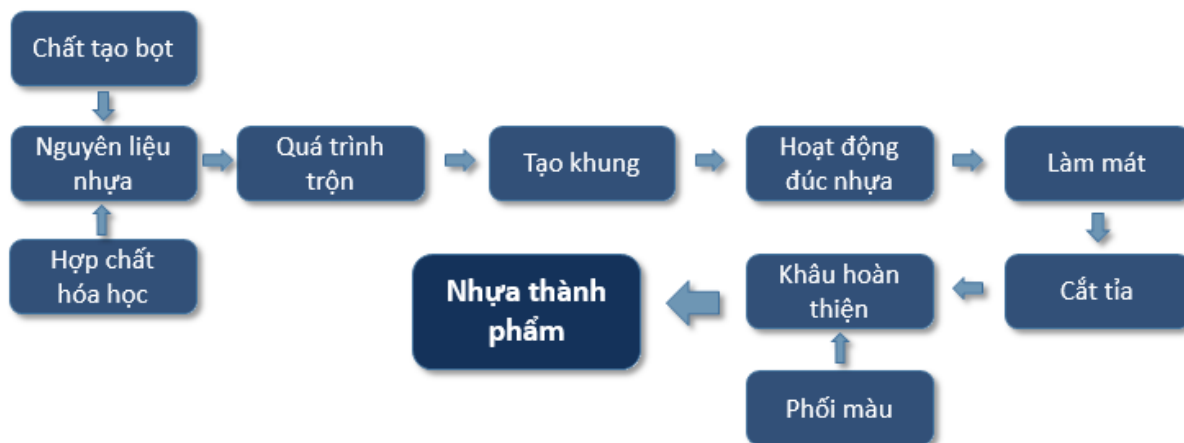 Chất tạo bọt
Nguyên liệu
nhựa
Hợp chất
hóa học
Quá trình
trộn
Tạo khung
Hoạt động
đúc nhựa
Làm mát
Cắt tỉa
Khâu hoàn
thiện
Phối màu
Nhựa thành
phẩm